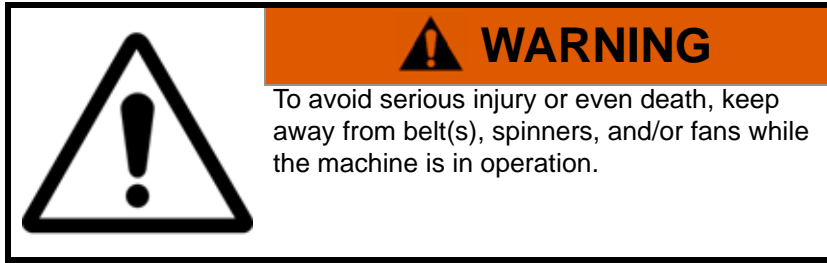 WARNING
To avoid serious injury or even death, keep
away from belt(s), spinners, and/or fans while
the machine is in operation.